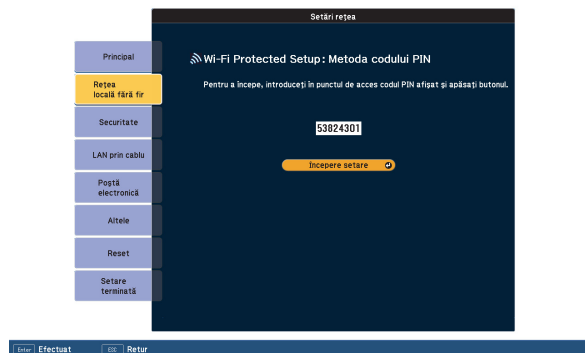 Setări rețea
Principal
Rețea
locală fără fir
Securitate
LAN prin cablu
Poștă
electronică
Altele
Reset
Setare
terminată
Wi-Fi Protected Setup: Metoda codului PIN
Pentru a începe, introduceți în punctul de acces codul PIN afișat și apăsați butonul.
53824301
Începere setare
Enter Efectuat
ESC Retur